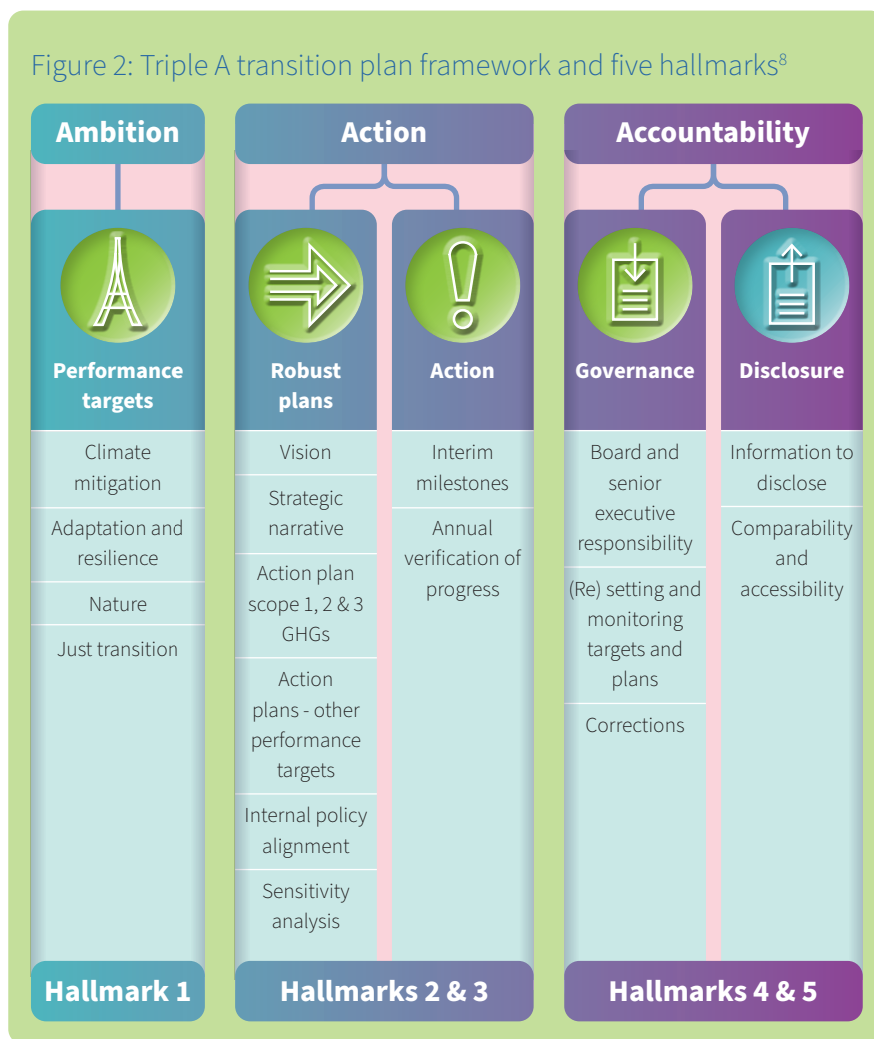 Figure 2: Triple A transition plan framework and five hallmarks8
Ambition
Performance
targets
Climate
mitigation
Adaptation and
resilience
Nature
Just transition
Hallmark 1
Action
Robust
plans
Vision
Strategic
narrative
Action plan
scope 1, 2 & 3
GHGs
Action
plans - other
performance
targets
Internal policy
alignment
Sensitivity
analysis
Action
Interim
milestones
Annual
verification of
progress
Hallmarks 2 & 3
Accountability
Governance
Board and
senior
executive
responsibility
(Re) setting and
monitoring
targets and
plans
Corrections
Disclosure
Information to
disclose
Comparability
and
accessibility
Hallmarks 4 & 5